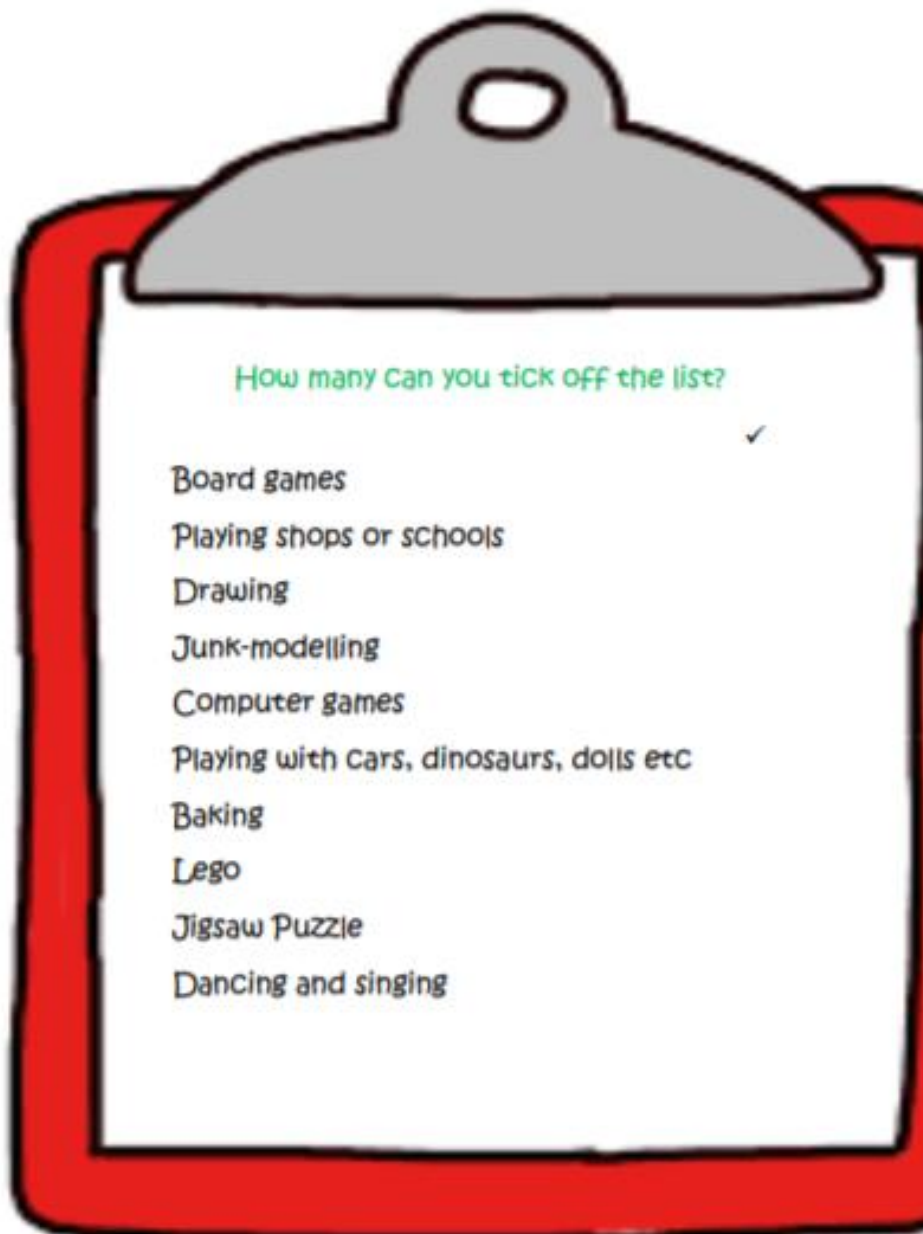 How many can you tick off the list?
✓
Board games
Playing shops or schools
Drawing
Junk-modelling
Computer games
Playing with cars, dinosaurs, dolls etc
Baking
Lego
Jigsaw Puzzle
Dancing and singing